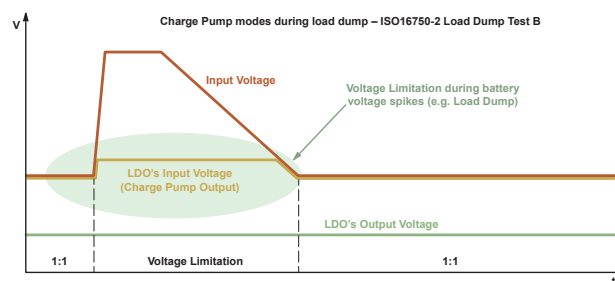 Charge Pump modes during load dump – ISO16750-2 Load Dump Test B
V
Input Voltage
Voltage Limitation during battery
voltage spikes (e.g. Load Dump)
LDO's Input Voltage
(Charge Pump Output)
LDO's Output Voltage
1:1
Voltage Limitation
1:1